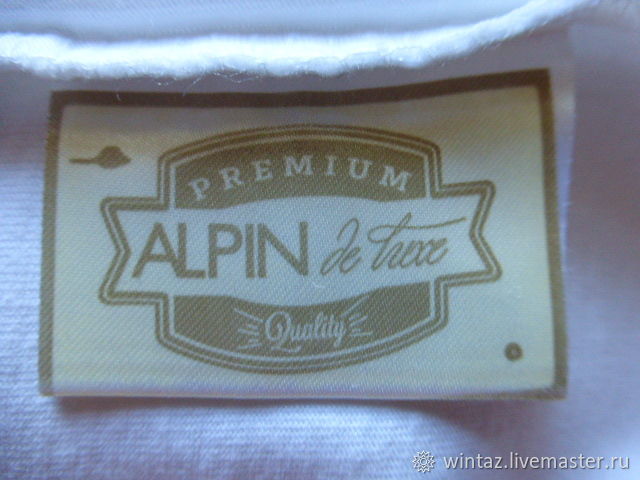 PREMIUM
ALPIN de luxe
Quality
wintaz.livemaster.ru